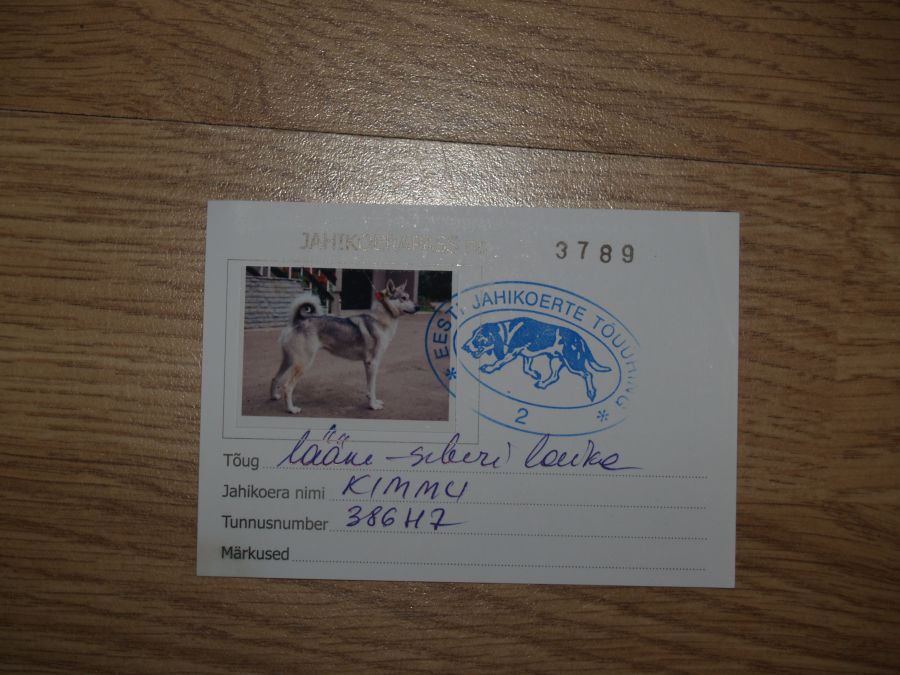 JAHIKOERAPASS nr. 3789
EESTI JAHIKOERTE TÕUÜHING
* 2 *
Tõug lääne-siberi laika
Jahikoera nimi KIMMU
Tunnusnumber 386H7
Märkused